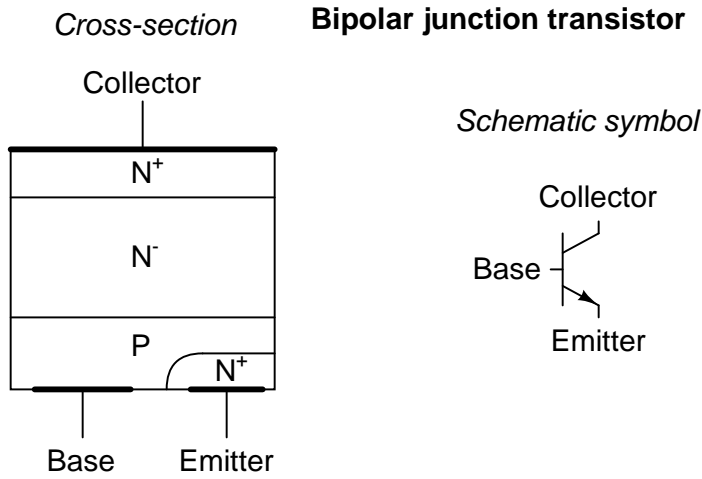 Cross-section
Bipolar junction transistor
Collector
Schematic symbol
N⁺
Collector
N⁻
Base
Emitter
P
N⁺
Base
Emitter